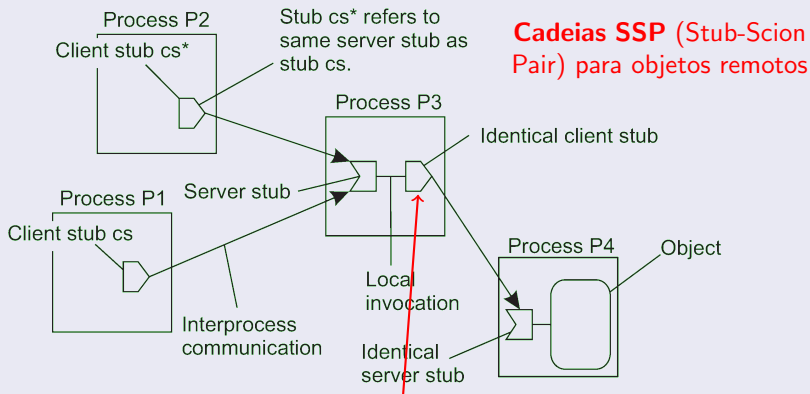 Process P2
Client stub cs*
Stub cs* refers to
same server stub as
stub cs.
Cadeias SSP (Stub-Scion
Pair) para objetos remotos
Process P3
Identical client stub
Server stub
Process P1
Client stub cs
Process P4
Object
Local
invocation
Interprocess
communication
Identical
server stub